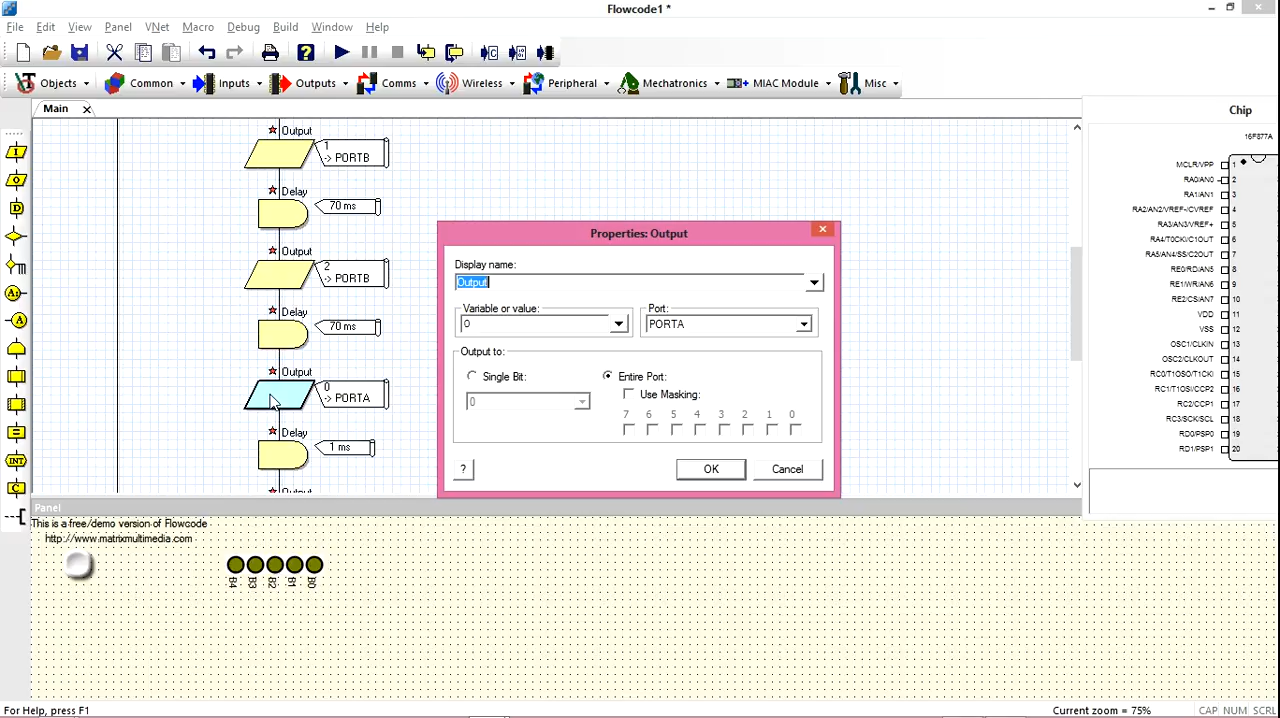 Flowcode1 *
File Edit View VNet Panel Macro Debug Build Window Help
Objects Common Inputs Outputs Comms Wireless Peripheral Mechatronics MIAC Module Misc
Main
Output
1
-> PORTB
Delay
70 ms
Output
2
-> PORTB
Delay
70 ms
Output
0
-> PORTA
Delay
1 ms
Output
Properties: Output
Display name:
Output
Variable or value:
0
Port:
PORTA
Output to:
Single Bit:
0
Entire Port:
Use Masking:
7 6 5 4 3 2 1 0
?
OK
Cancel
Chip
16F877A
MCLR/VPP 1
RA0/AN0 2
RA1/AN1 3
RA2/AN2/VREF-/CVREF 4
RA3/AN3/VREF+ 5
RA4/T0CKI/C1OUT 6
RA5/AN4/SS/C2OUT 7
RE0/RD/AN5 8
RE1/WR/AN6 9
RE2/CS/AN7 10
VDD 11
VSS 12
OSC1/CLKIN 13
OSC2/CLKOUT 14
RC0/T1OSO/T1CKI 15
RC1/T1OSI/CCP2 16
RC2/CCP1 17
RC3/SCK/SCL 18
RD0/PSP0 19
RD1/PSP1 20
Panel
This is a free/demo version of Flowcode
http://www.matrixmultimedia.com
B4 B3 B2 B1 B0
For Help, press F1
Current zoom = 75%
CAP NUM SCRL